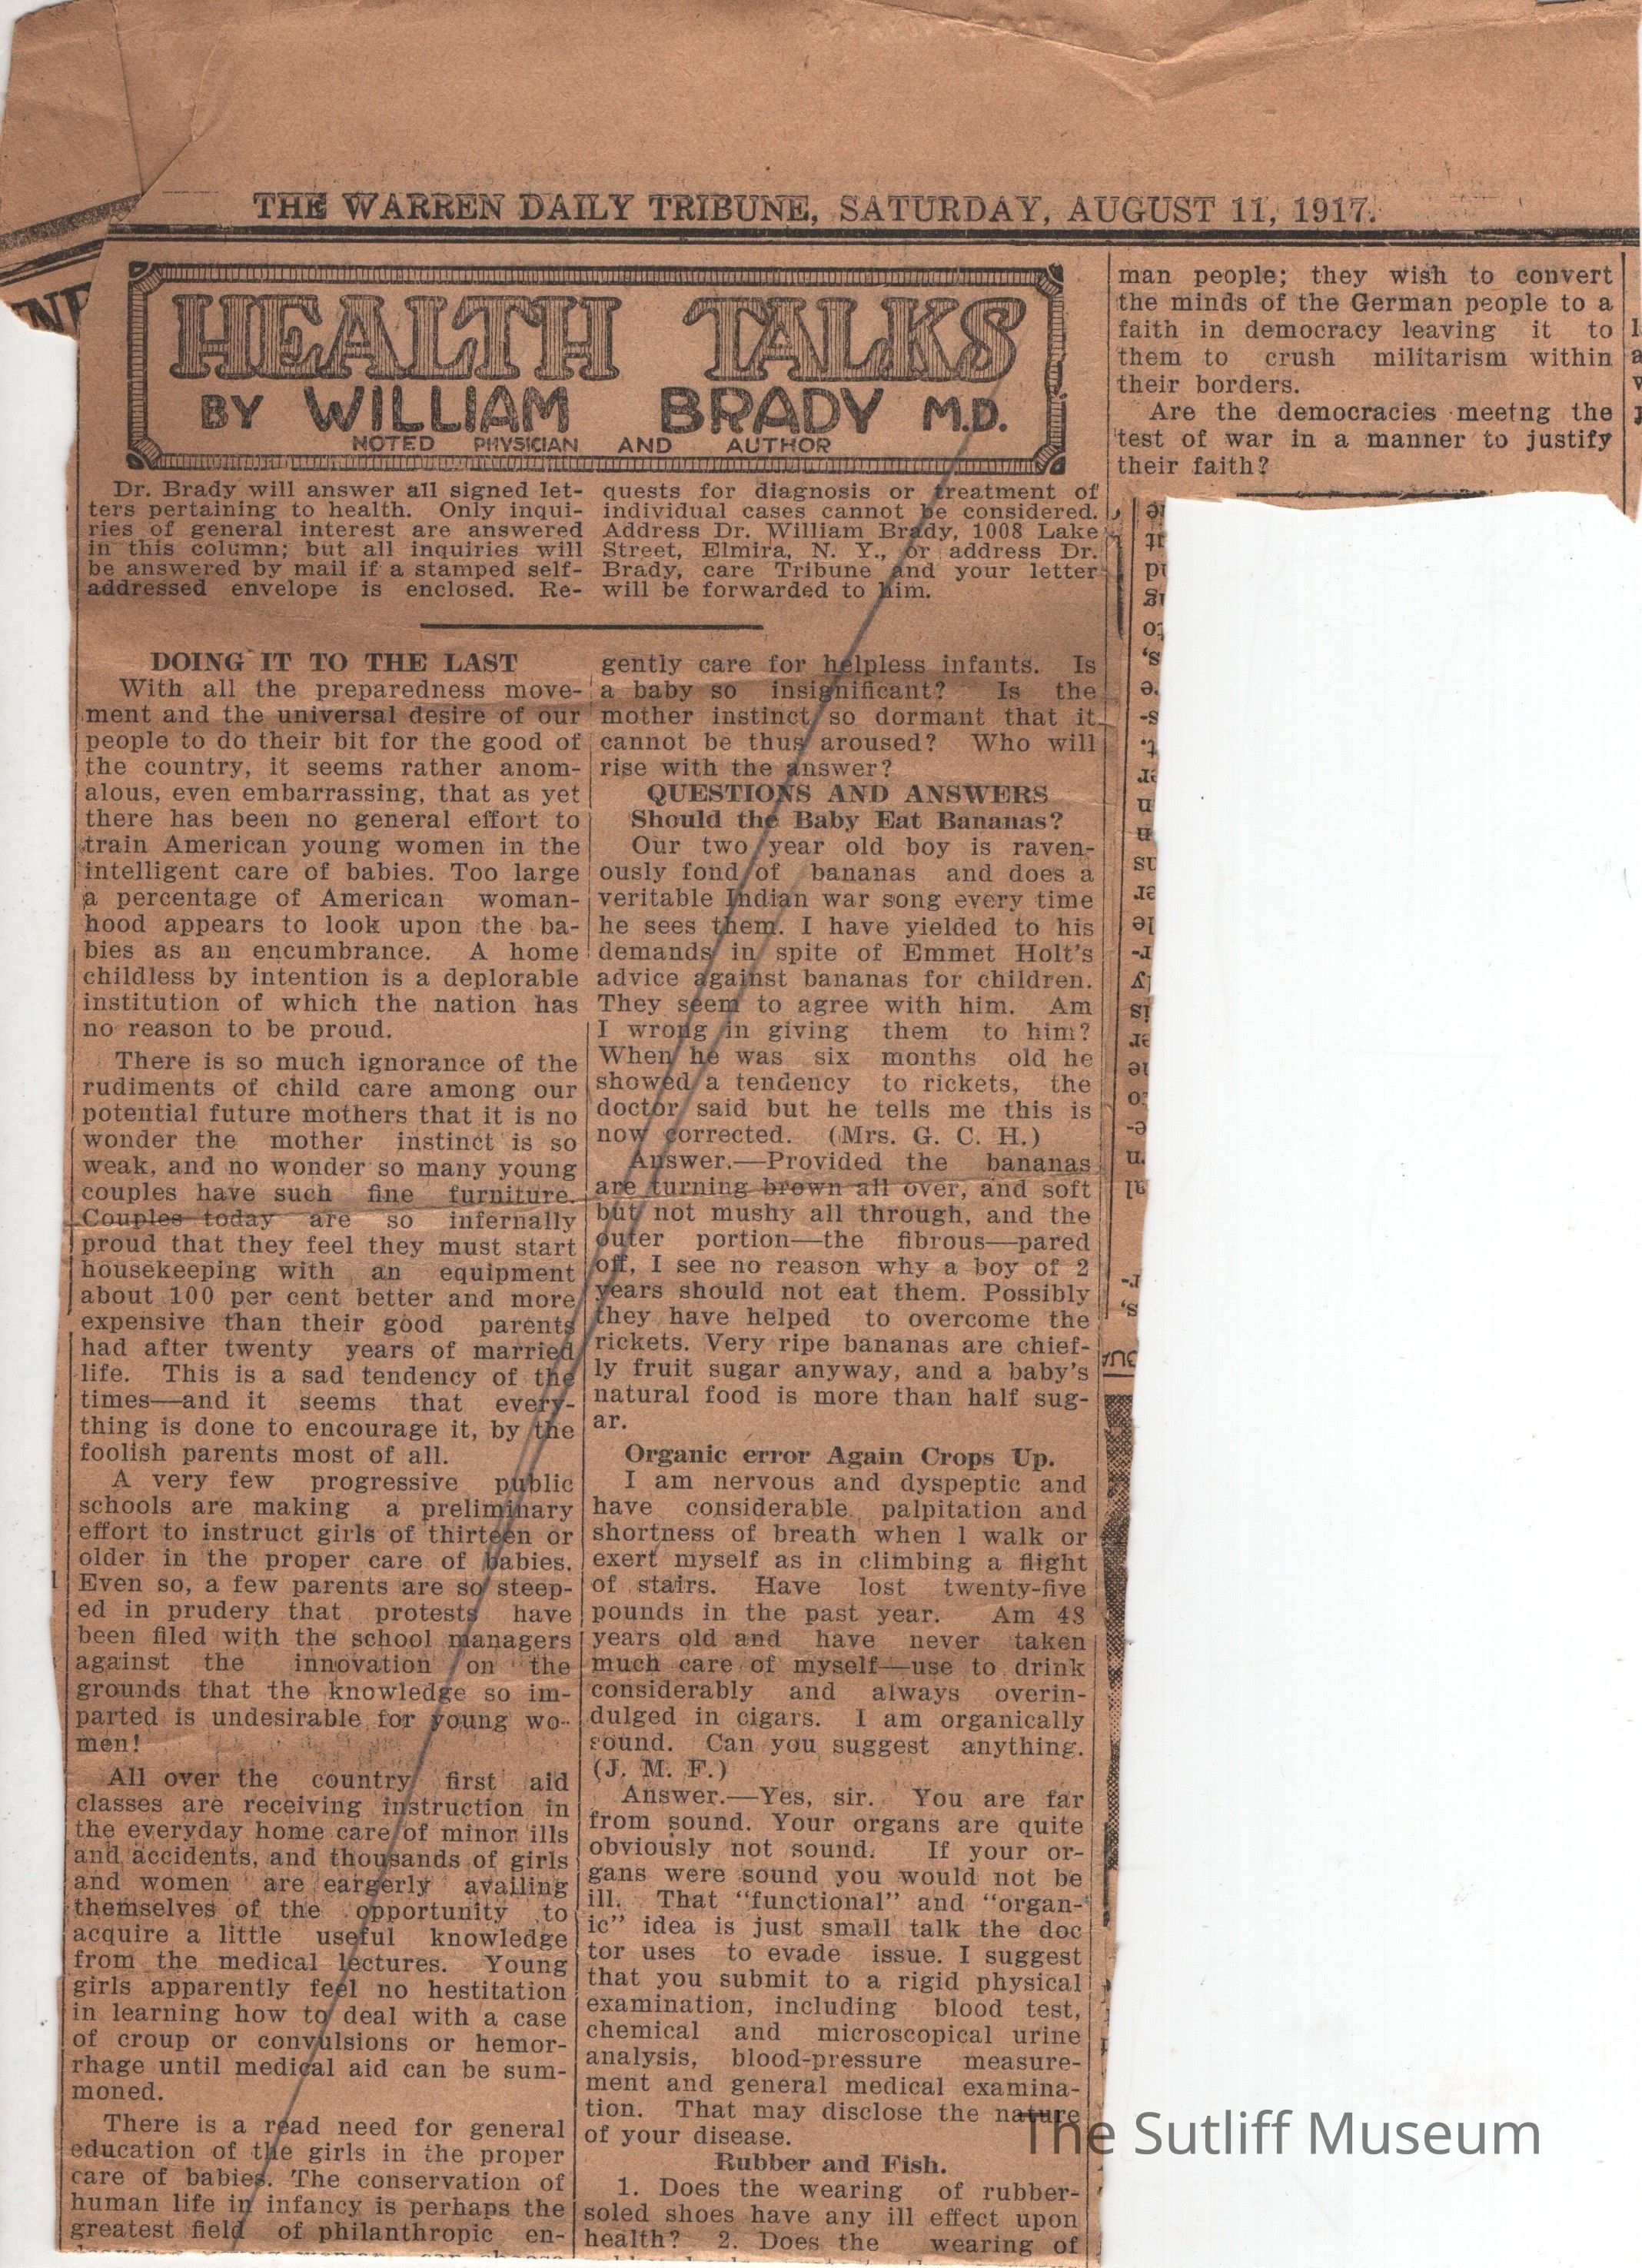 THE WARREN DAILY TRIBUNE, SATURDAY, AUGUST 11, 1917.
HEALTH TALKS
BY WILLIAM BRADY M.D.
NOTED PHYSICIAN AND AUTHOR
Dr. Brady will answer all signed let-
ters pertaining to health. Only inqui-
ries of general interest are answered
in this column; but all inquiries will
be answered by mail if a stamped self-
addressed envelope is enclosed. Re-
quests for diagnosis or treatment of
individual cases cannot be considered.
Address Dr. William Brady, 1008 Lake
Street, Elmira, N. Y., or address Dr.
Brady, care Tribune and your letter
will be forwarded to him.
DOING IT TO THE LAST
With all the preparedness move-
ment and the universal desire of our
people to do their bit for the good of
the country, it seems rather anom-
alous, even embarrassing, that as yet
there has been no general effort to
train American young women in the
intelligent care of babies. Too large
a percentage of American woman-
hood appears to look upon the ba-
bies as an encumbrance. A home
childless by intention is a deplorable
institution of which the nation has
no reason to be proud.
There is so much ignorance of the
rudiments of child care among our
potential future mothers that it is no
wonder the mother instinct is so
weak, and no wonder so many young
couples have such fine furniture.
Couples today are so infernally
proud that they feel they must start
housekeeping with an equipment
about 100 per cent better and more
expensive than their good parents
had after twenty years of married
life. This is a sad tendency of the
times—and it seems that every-
thing is done to encourage it, by the
foolish parents most of all.
A very few progressive public
schools are making a preliminary
effort to instruct girls of thirteen or
older in the proper care of babies.
Even so, a few parents are so steep-
ed in prudery that protests have
been filed with the school managers
against the innovation on the
grounds that the knowledge so im-
parted is undesirable for young wo-
men!
All over the country first aid
classes are receiving instruction in
the everyday home care of minor ills
and accidents, and thousands of girls
and women are eargerly availing
themselves of the opportunity to
acquire a little useful knowledge
from the medical lectures. Young
girls apparently feel no hestitation
in learning how to deal with a case
of croup or convulsions or hemor-
rhage until medical aid can be sum-
moned.
There is a read need for general
education of the girls in the proper
care of babies. The conservation of
human life in infancy is perhaps the
greatest field of philanthropic en-
gently care for helpless infants. Is
a baby so insignificant? Is the
mother instinct so dormant that it
cannot be thus aroused? Who will
rise with the answer?
QUESTIONS AND ANSWERS
Should the Baby Eat Bananas?
Our two year old boy is raven-
ously fond of bananas and does a
veritable Indian war song every time
he sees them. I have yielded to his
demands in spite of Emmet Holt's
advice against bananas for children.
They seem to agree with him. Am
I wrong in giving them to him?
When he was six months old he
showed a tendency to rickets, the
doctor said but he tells me this is
now corrected. (Mrs. G. C. H.)
Answer.—Provided the bananas
are turning brown all over, and soft
but not mushy all through, and the
outer portion—the fibrous—pared
off, I see no reason why a boy of 2
years should not eat them. Possibly
they have helped to overcome the
rickets. Very ripe bananas are chief-
ly fruit sugar anyway, and a baby's
natural food is more than half sug-
ar.
Organic error Again Crops Up.
I am nervous and dyspeptic and
have considerable palpitation and
shortness of breath when I walk or
exert myself as in climbing a flight
of stairs. Have lost twenty-five
pounds in the past year. Am 48
years old and have never taken
much care of myself—use to drink
considerably and always overin-
dulged in cigars. I am organically
sound. Can you suggest anything.
(J. M. F.)
Answer.—Yes, sir. You are far
from sound. Your organs are quite
obviously not sound. If your or-
gans were sound you would not be
ill. That "functional" and "organ-
ic" idea is just small talk the doc
tor uses to evade issue. I suggest
that you submit to a rigid physical
examination, including blood test,
chemical and microscopical urine
analysis, blood-pressure measure-
ment and general medical examina-
tion. That may disclose the nature
of your disease.
Rubber and Fish.
1. Does the wearing of rubber-
soled shoes have any ill effect upon
health? 2. Does the wearing of
man people; they wish to convert
the minds of the German people to a
faith in democracy leaving it to
them to crush militarism within
their borders.
Are the democracies meetng the
test of war in a manner to justify
their faith?
The Sutliff Museum